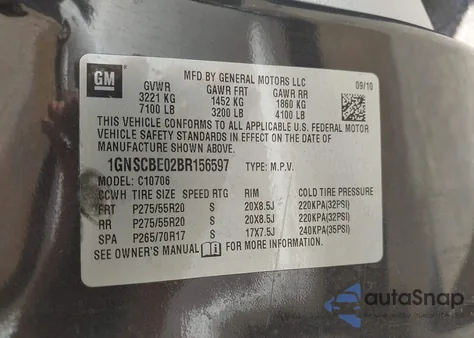 GM
MFD BY GENERAL MOTORS LLC
09/10
GVWR GAWR FRT GAWR RR
3221 KG 1452 KG 1860 KG
7100 LB 3200 LB 4100 LB
THIS VEHICLE CONFORMS TO ALL APPLICABLE U.S. FEDERAL MOTOR
VEHICLE SAFETY STANDARDS IN EFFECT ON THE DATE OF
MANUFACTURE SHOWN ABOVE.
1GNSCBE02BR156597 TYPE: M.P.V.
MODEL: C10706
CCWH TIRE SIZE SPEED RTG RIM COLD TIRE PRESSURE
FRT P275/55R20 S 20X8.5J 220KPA(32PSI)
RR P275/55R20 S 20X8.5J 220KPA(32PSI)
SPA P265/70R17 S 17X7.5J 240KPA(35PSI)
SEE OWNER'S MANUAL FOR MORE INFORMATION.
autoSnap